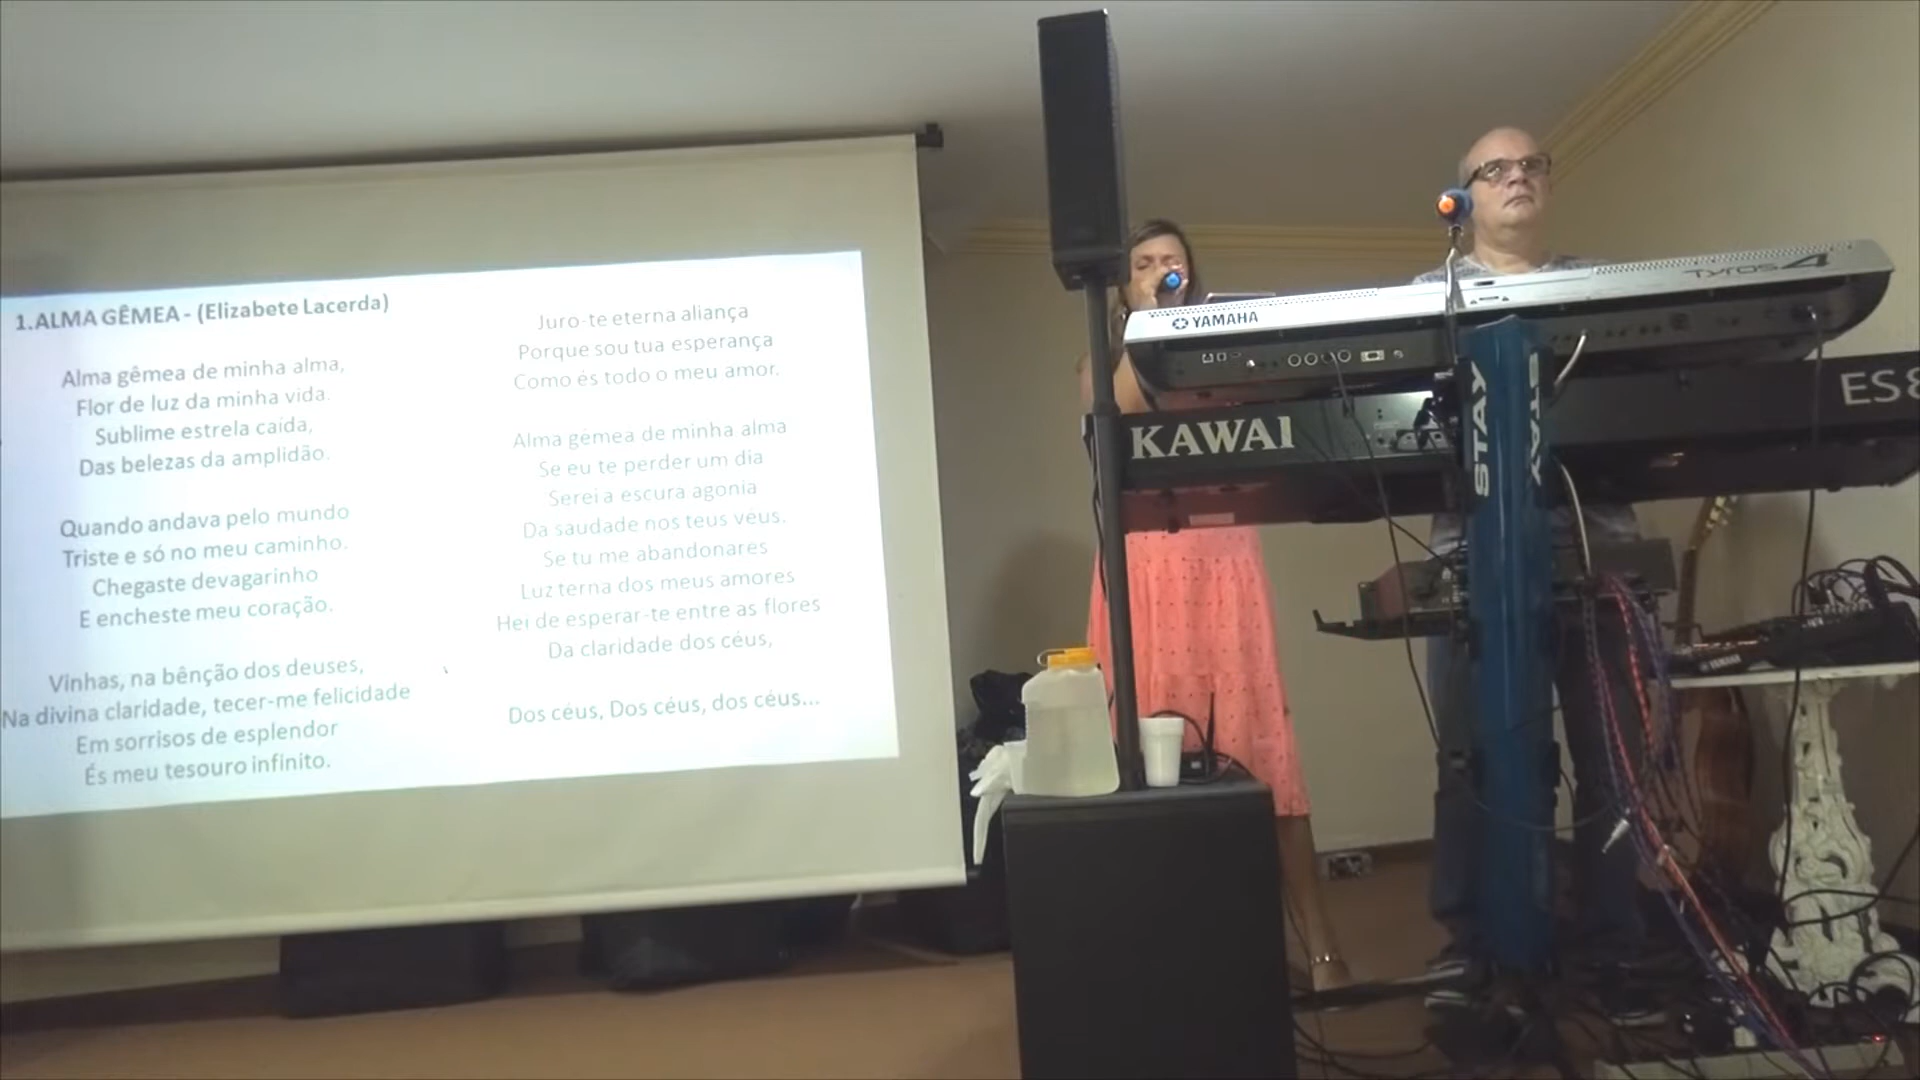 1.ALMA GÊMEA - (Elizabete Lacerda)
Alma gêmea de minha alma,
Flor de luz da minha vida.
Sublime estrela caída,
Das belezas da amplidão.
Quando andava pelo mundo
Triste e só no meu caminho.
Chegaste devagarinho
E encheste meu coração.
Vinhas, na bênção dos deuses,
Na divina claridade, tecer-me felicidade
Em sorrisos de esplendor
És meu tesouro infinito.
Juro-te eterna aliança
Porque sou tua esperança
Como és todo o meu amor.
Alma gêmea de minha alma
Se eu te perder um dia
Serei a escura agonia
Da saudade nos teus véus.
Se tu me abandonares
Luz terna dos meus amores
Hei de esperar-te entre as flores
Da claridade dos céus,
Dos céus, Dos céus, dos céus...
YAMAHA
Tyros4
KAWAI
ES8
STAY
STAY
YAMAHA